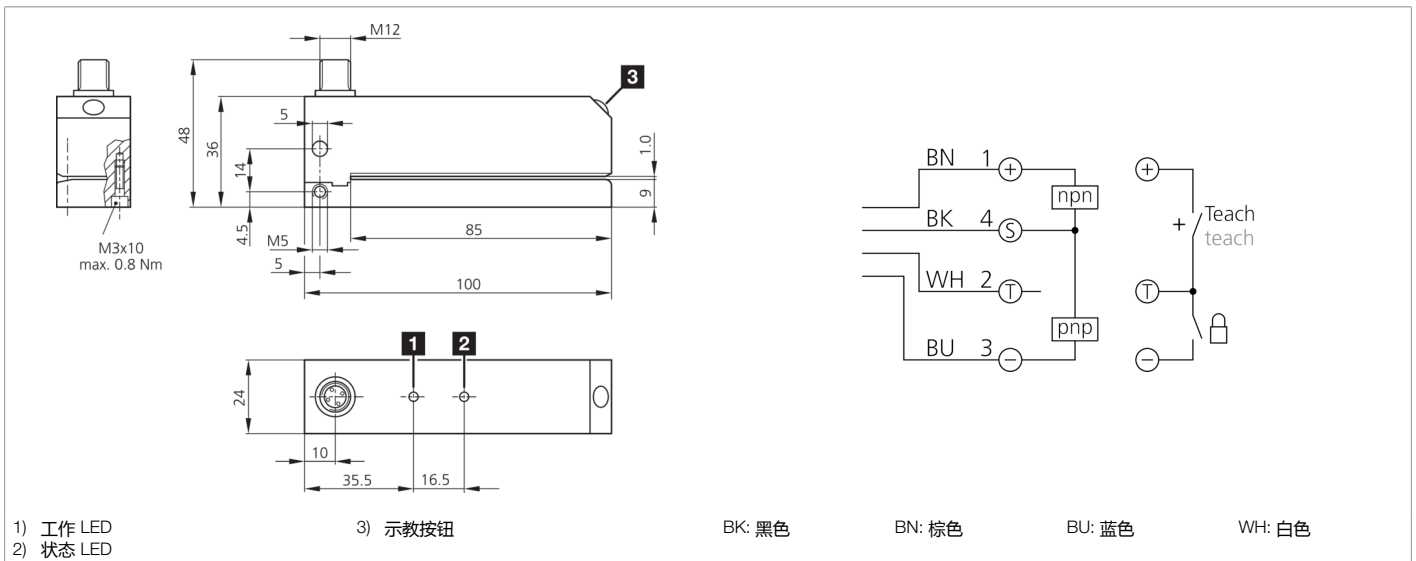 M12
3
48
36
5
14
4.5
M5
5
1.0
9
85
100
M3x10
max. 0.8 Nm
1
2
24
10
35.5
16.5
BN 1 +
npn
BK 4 S
WH 2 T
pnp
BU 3 −
+
+ Teach
teach
T
−
1) 工作 LED
2) 状态 LED
3) 示教按钮
BK: 黑色
BN: 棕色
BU: 蓝色
WH: 白色